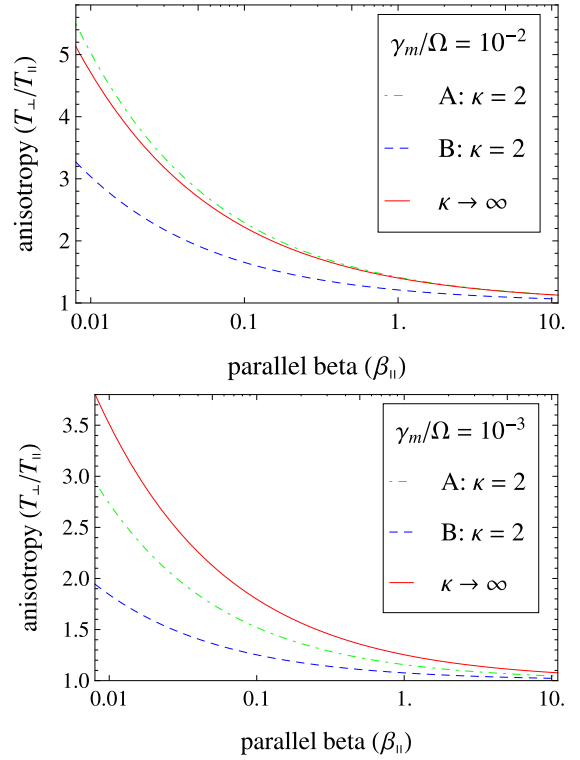 anisotropy (T⊥/T∥)
5
4
3
2
1
γm/Ω = 10⁻²
A: κ = 2
B: κ = 2
κ → ∞
0.01 0.1 1. 10.
parallel beta (β∥)
anisotropy (T⊥/T∥)
3.5
3.0
2.5
2.0
1.5
1.0
γm/Ω = 10⁻³
A: κ = 2
B: κ = 2
κ → ∞
0.01 0.1 1. 10.
parallel beta (β∥)